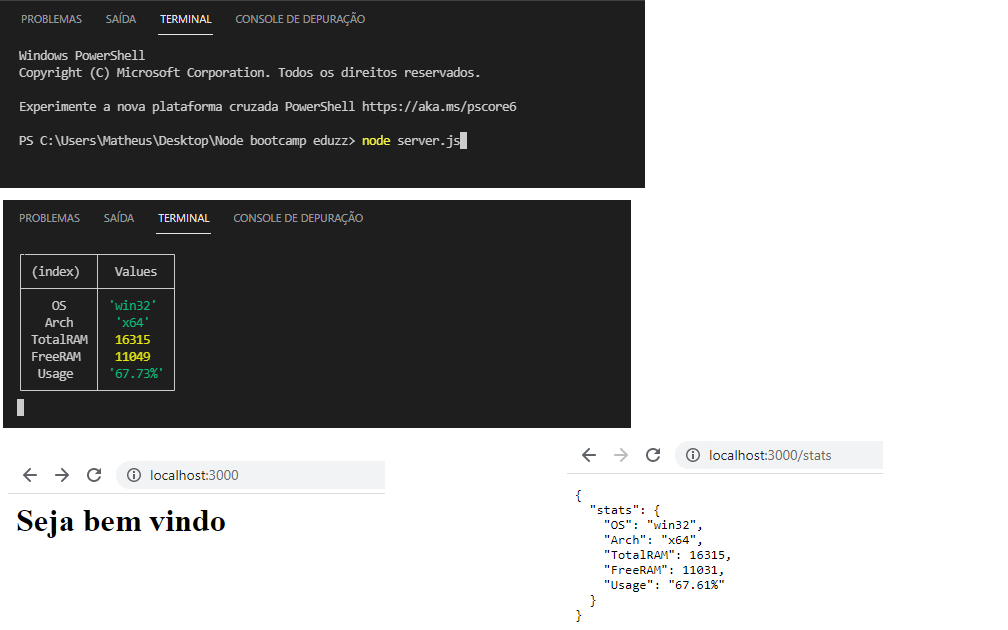 PROBLEMAS SAÍDA TERMINAL CONSOLE DE DEPURAÇÃO
Windows PowerShell
Copyright (C) Microsoft Corporation. Todos os direitos reservados.
Experimente a nova plataforma cruzada PowerShell https://aka.ms/pscore6
PS C:\Users\Matheus\Desktop\Node bootcamp eduzz> node server.js
PROBLEMAS SAÍDA TERMINAL CONSOLE DE DEPURAÇÃO
(index) Values
OS 'win32'
Arch 'x64'
TotalRAM 16315
FreeRAM 11049
Usage '67.73%'
localhost:3000
Seja bem vindo
localhost:3000/stats
{
"stats": {
"OS": "win32",
"Arch": "x64",
"TotalRAM": 16315,
"FreeRAM": 11031,
"Usage": "67.61%"
}
}